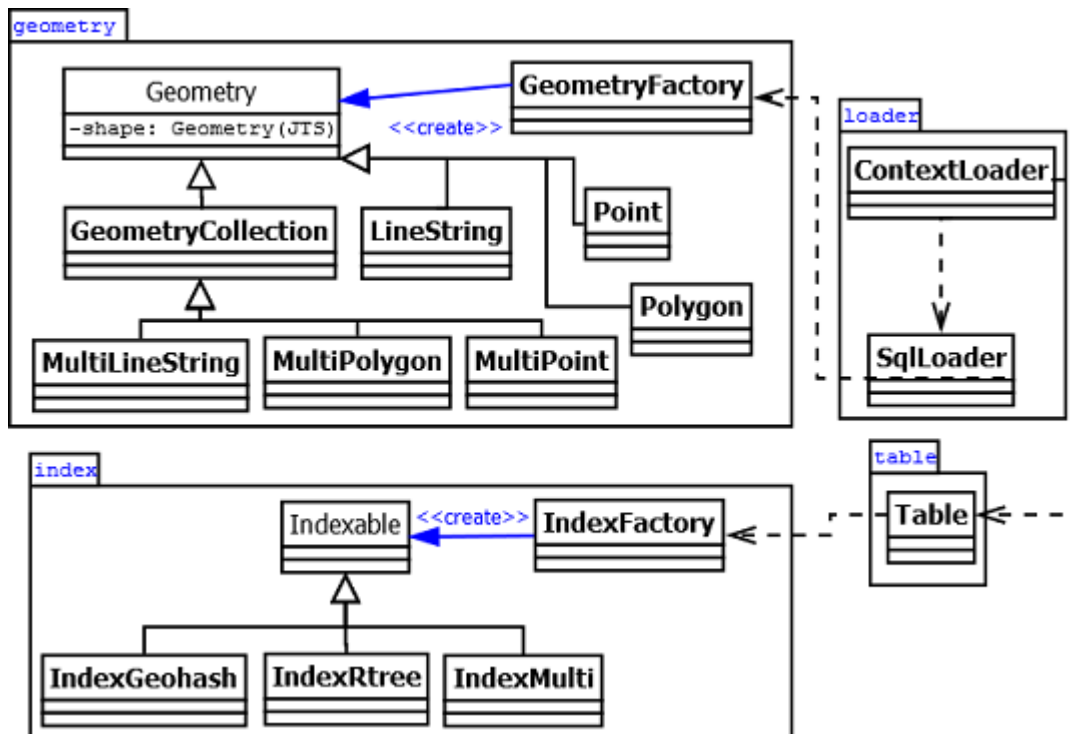 geometry
Geometry
-shape: Geometry(JTS)
<<create>>
GeometryFactory
GeometryCollection
LineString
Point
Polygon
MultiLineString
MultiPolygon
MultiPoint
loader
ContextLoader
SqlLoader
index
Indexable
<<create>>
IndexFactory
IndexGeohash
IndexRtree
IndexMulti
table
Table